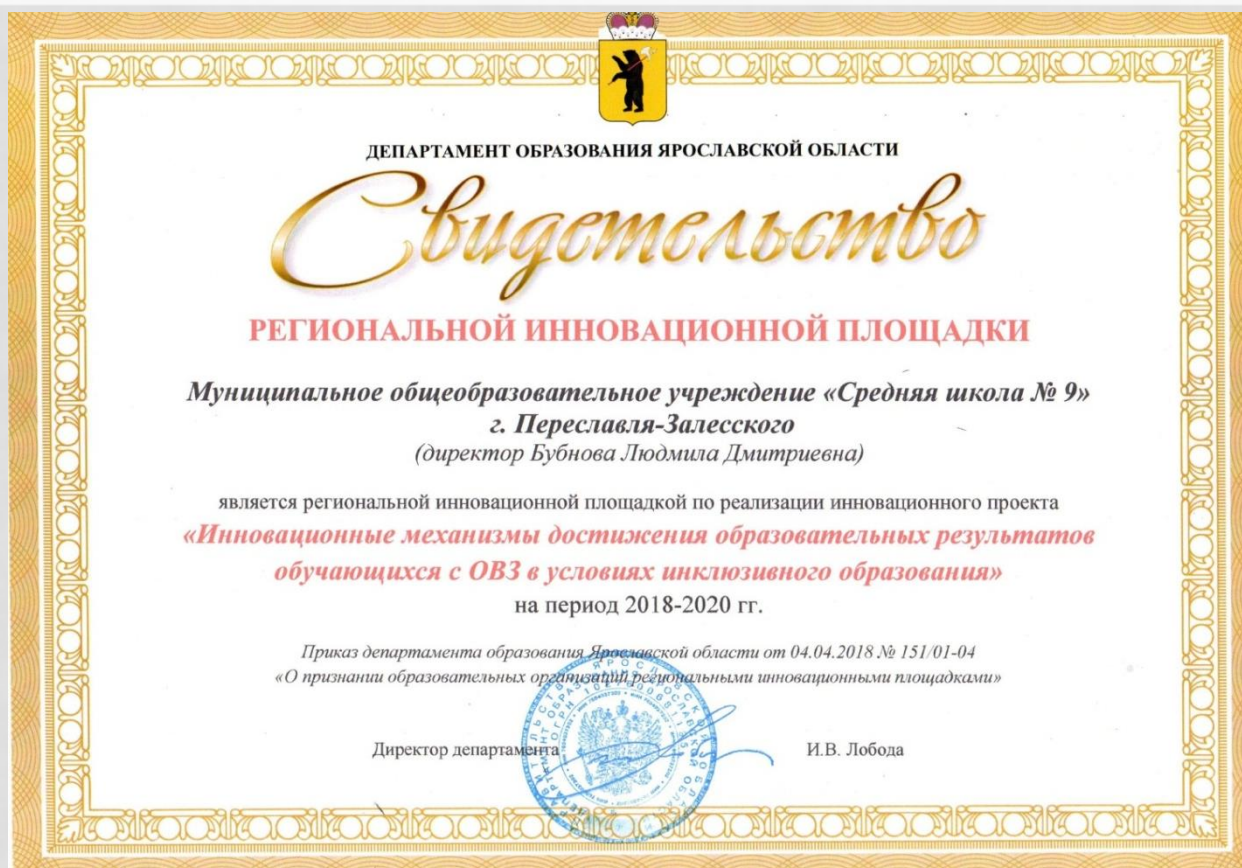 ДЕПАРТАМЕНТ ОБРАЗОВАНИЯ ЯРОСЛАВСКОЙ ОБЛАСТИ
Свидетельство
РЕГИОНАЛЬНОЙ ИННОВАЦИОННОЙ ПЛОЩАДКИ
Муниципальное общеобразовательное учреждение «Средняя школа № 9»
г. Переславля-Залесского
(директор Бубнова Людмила Дмитриевна)
является региональной инновационной площадкой по реализации инновационного проекта
«Инновационные механизмы достижения образовательных результатов
обучающихся с ОВЗ в условиях инклюзивного образования»
на период 2018-2020 гг.
Приказ департамента образования Ярославской области от 04.04.2018 № 151/01-04
«О признании образовательных организаций региональными инновационными площадками»
Директор департамента И.В. Лобода